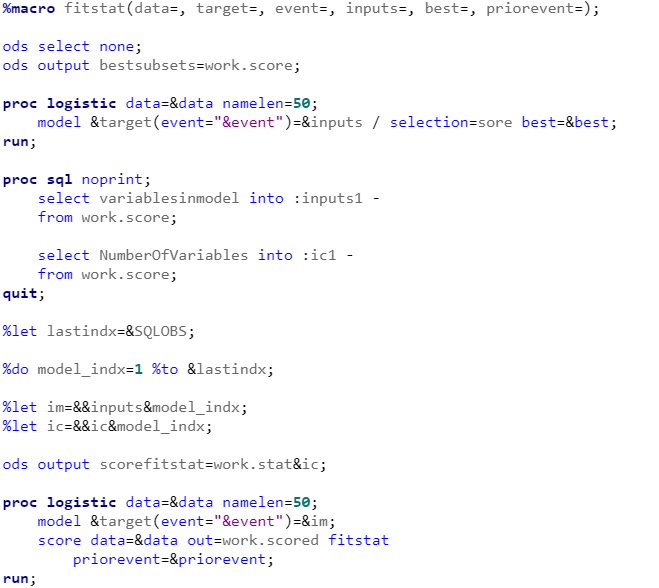 %macro fitstat(data=, target=, event=, inputs=, best=, priorevent=);
ods select none;
ods output bestsubsets=work.score;
proc logistic data=&data namelen=50;
model &target(event="&event")=&inputs / selection=sore best=&best;
run;
proc sql noprint;
select variablesinmodel into :inputs1 -
from work.score;
select NumberOfVariables into :ic1 -
from work.score;
quit;
%let lastindx=&SQLOBS;
%do model_indx=1 %to &lastindx;
%let im=&&inputs&model_indx;
%let ic=&&ic&model_indx;
ods output scorefitstat=work.stat&ic;
proc logistic data=&data namelen=50;
model &target(event="&event")=&im;
score data=&data out=work.scored fitstat
priorevent=&priorevent;
run;